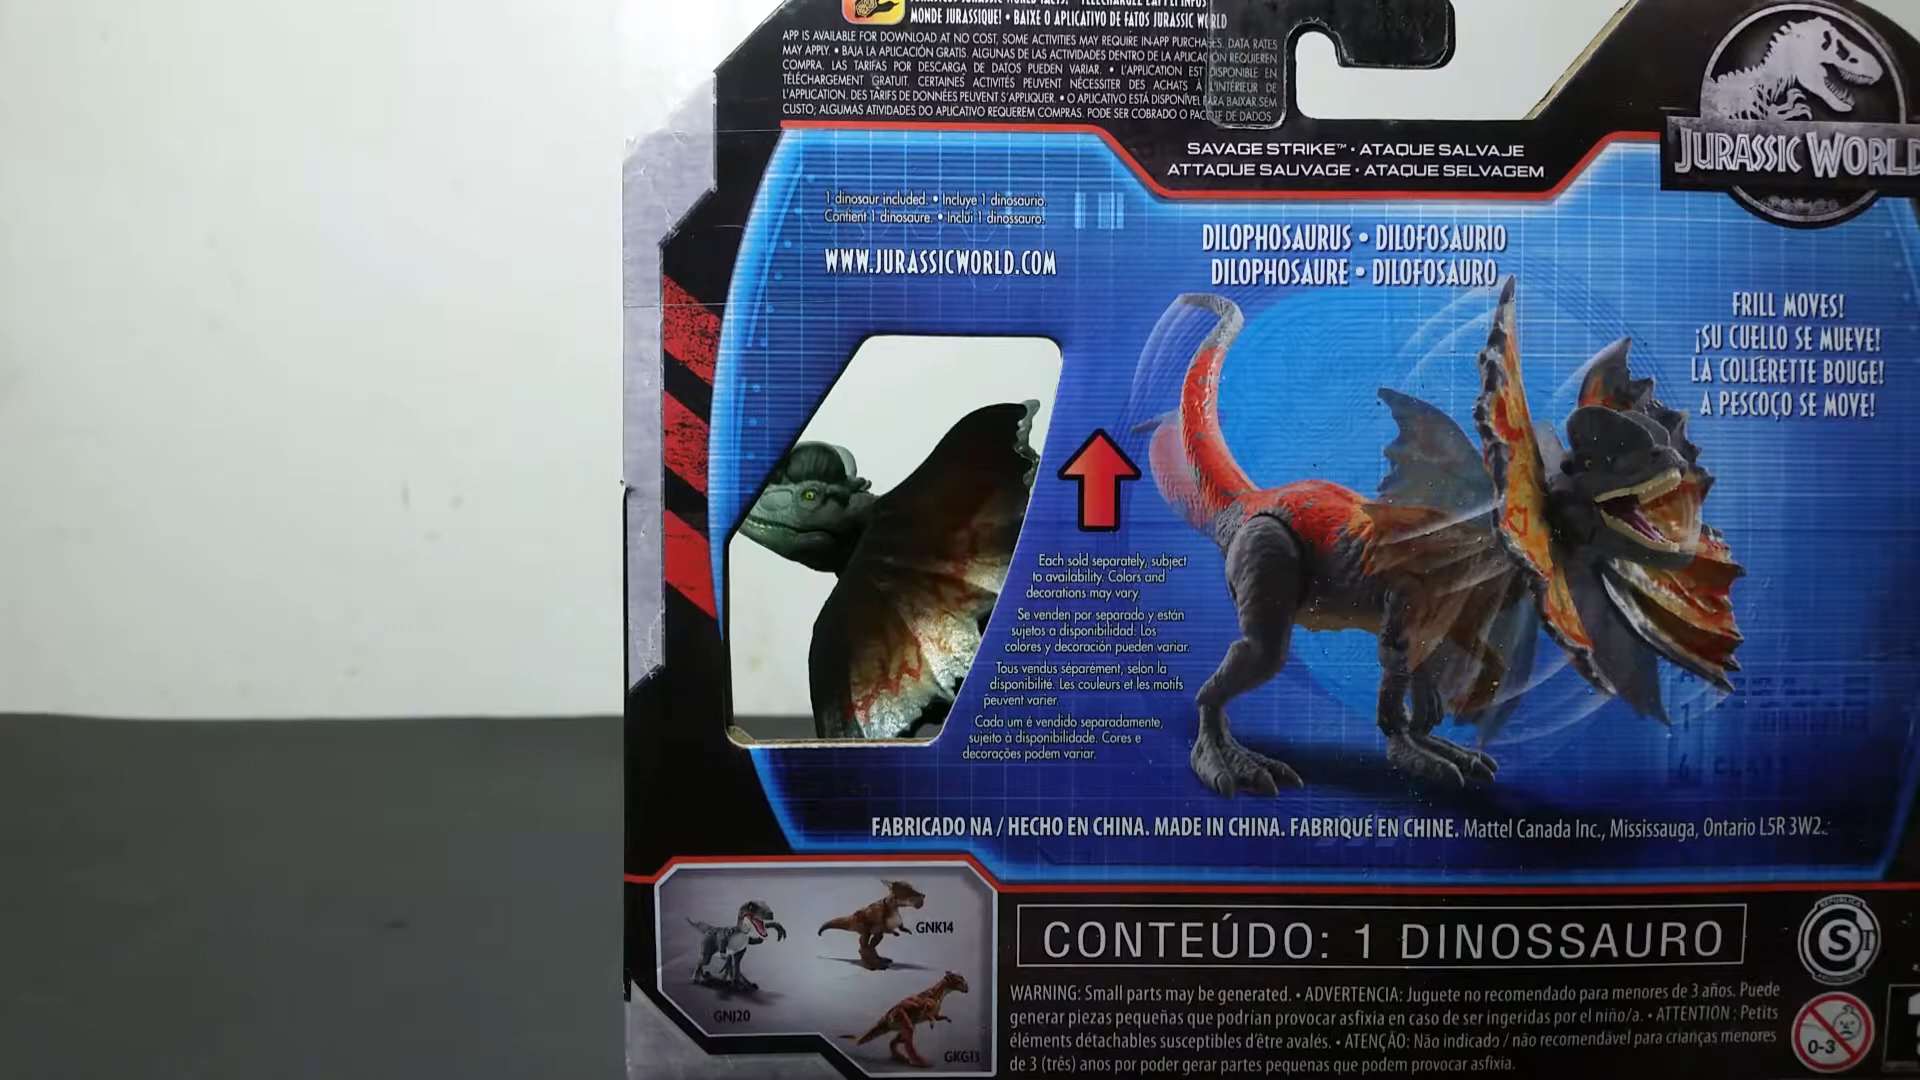 MONDE JURASSIQUE! • BAIXE O APLICATIVO DE FATOS JURASSIC WORLD
APP IS AVAILABLE FOR DOWNLOAD AT NO COST, SOME ACTIVITIES MAY REQUIRE IN-APP PURCHASES. DATA RATES
MAY APPLY. • BAJA LA APLICACIÓN GRATIS. ALGUNAS DE LAS ACTIVIDADES DENTRO DE LA APLICACIÓN REQUIEREN
COMPRA. LAS TARIFAS POR DESCARGA DE DATOS PUEDEN VARIAR. • L'APPLICATION EST DISPONIBLE EN
TÉLÉCHARGEMENT GRATUIT. CERTAINES ACTIVITÉS PEUVENT NÉCESSITER DES ACHATS À L'INTÉRIEUR DE
L'APPLICATION. DES TARIFS DE DONNÉES PEUVENT S'APPLIQUER. • O APLICATIVO ESTÁ DISPONÍVEL PARA BAIXAR SEM
CUSTO; ALGUMAS ATIVIDADES DO APLICATIVO REQUEREM COMPRAS. PODE SER COBRADO O PACOTE DE DADOS.
SAVAGE STRIKE™ • ATAQUE SALVAJE
ATTAQUE SAUVAGE • ATAQUE SELVAGEM
JURASSIC WORLD
1 dinosaur included. • Incluye 1 dinosaurio.
Contient 1 dinosaure. • Inclui 1 dinossauro.
WWW.JURASSICWORLD.COM
DILOPHOSAURUS • DILOFOSAURIO
DILOPHOSAURE • DILOFOSAURO
FRILL MOVES!
¡SU CUELLO SE MUEVE!
LA COLLERETTE BOUGE!
A PESCOÇO SE MOVE!
Each sold separately, subject
to availability. Colors and
decorations may vary.
Se venden por separado y están
sujetos a disponibilidad. Los
colores y decoración pueden variar.
Tous vendus séparément, selon la
disponibilité. Les couleurs et les motifs
peuvent varier.
Cada um é vendido separadamente,
sujeito à disponibilidade. Cores e
decorações podem variar.
FABRICADO NA / HECHO EN CHINA. MADE IN CHINA. FABRIQUÉ EN CHINE. Mattel Canada Inc., Mississauga, Ontario L5R 3W2.
GNK14
GNJ20
GKG13
CONTEÚDO: 1 DINOSSAURO
WARNING: Small parts may be generated. • ADVERTENCIA: Juguete no recomendado para menores de 3 años. Puede
generar piezas pequeñas que podrían provocar asfixia en caso de ser ingeridas por el niño/a. • ATTENTION : Petits
éléments détachables susceptibles d'être avalés. • ATENÇÃO: Não indicado / não recomendável para crianças menores
de 3 (três) anos por poder gerar partes pequenas que podem provocar asfixia.
S
0-3